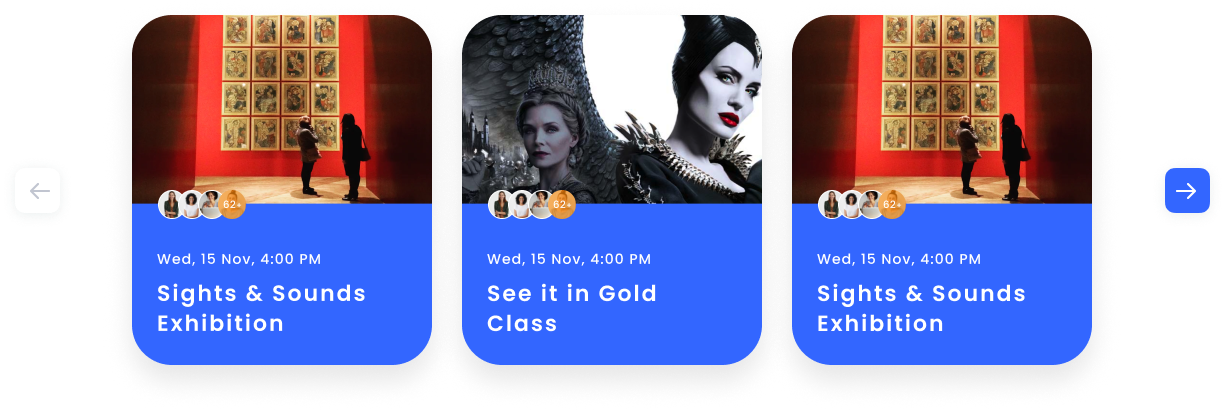 62+
Wed, 15 Nov, 4:00 PM
Sights & Sounds
Exhibition
62+
Wed, 15 Nov, 4:00 PM
See it in Gold
Class
62+
Wed, 15 Nov, 4:00 PM
Sights & Sounds
Exhibition